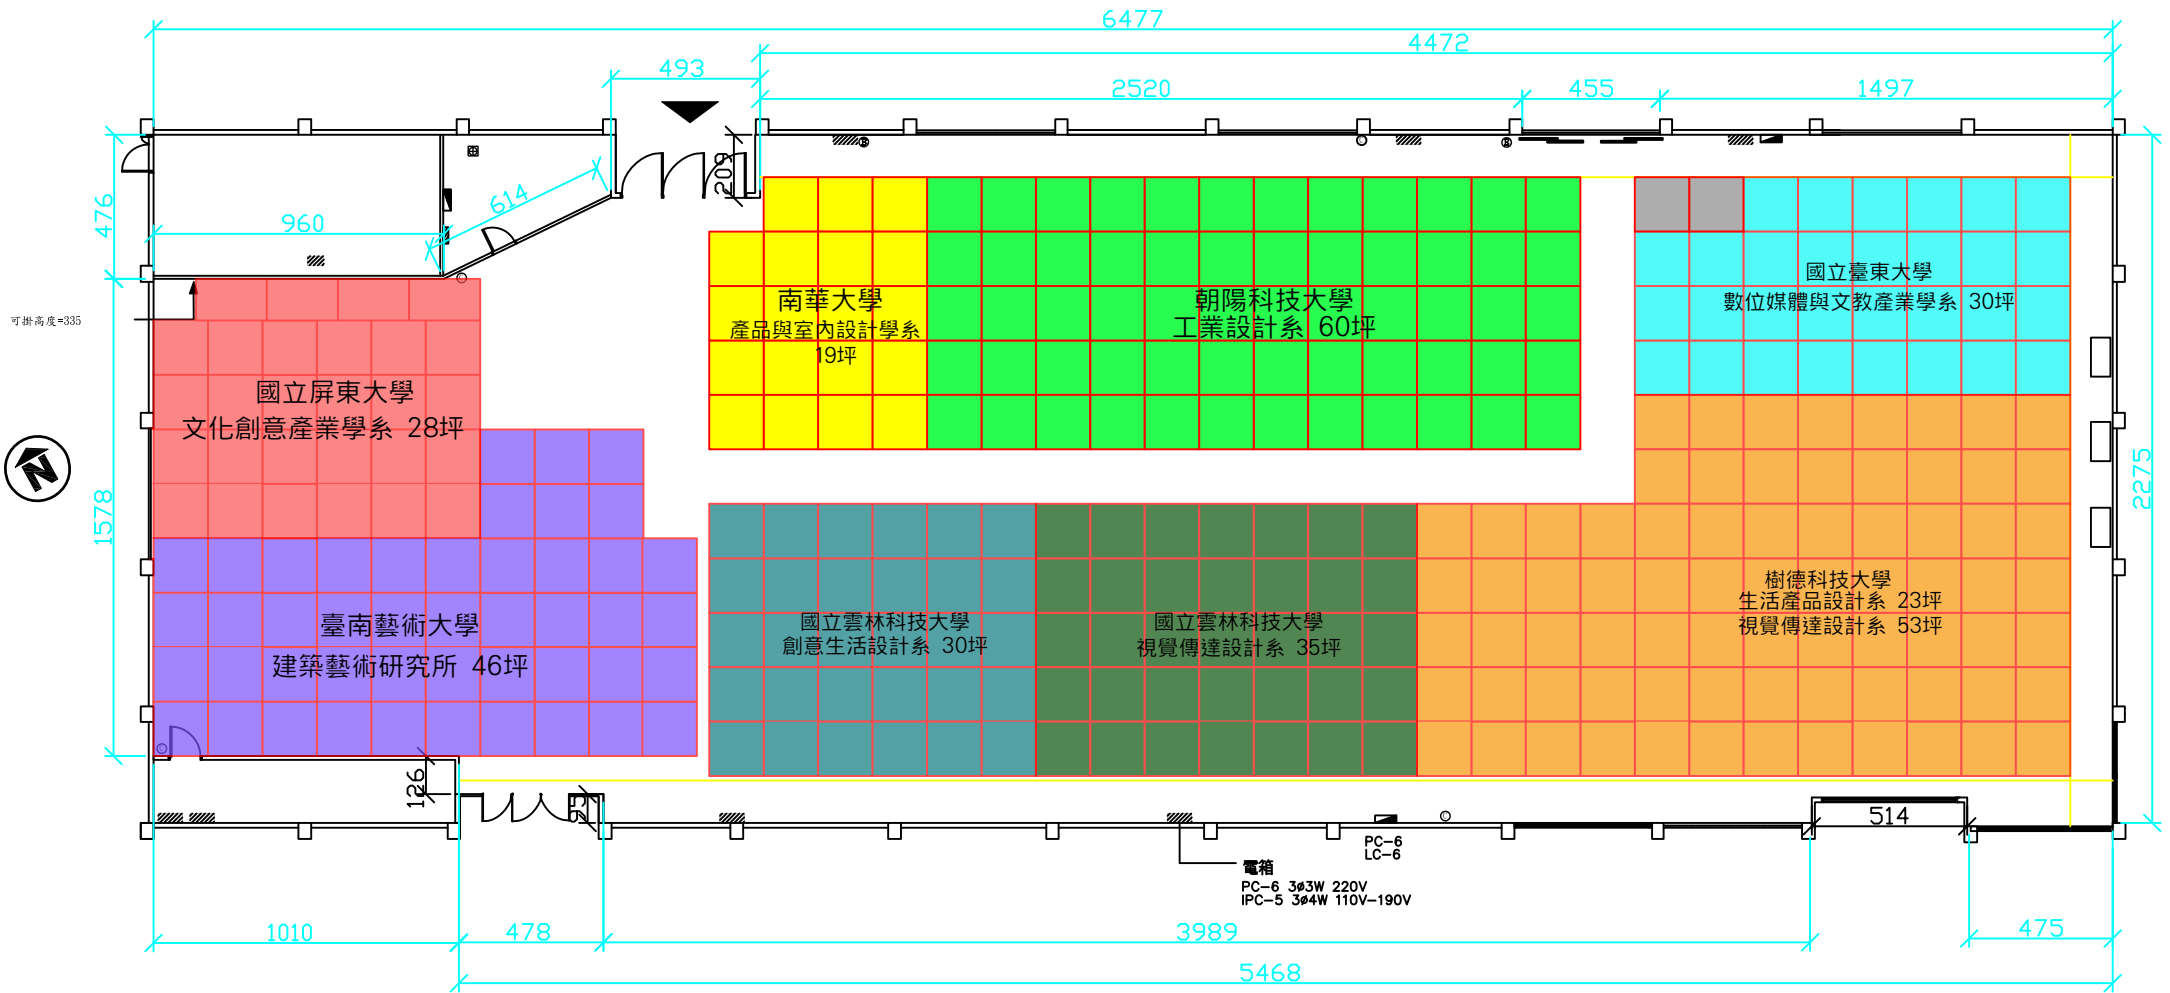 6477
4472
493
2520
455
1497
208
614
476
960
可掛高度=335
國立屏東大學
文化創意產業學系 28坪
南華大學
產品與室內設計學系
19坪
朝陽科技大學
工業設計系 60坪
國立臺東大學
數位媒體與文教產業學系 30坪
N
1578
22275
臺南藝術大學
建築藝術研究所 46坪
國立雲林科技大學
創意生活設計系 30坪
國立雲林科技大學
視覺傳達設計系 35坪
樹德科技大學
生活產品設計系 23坪
視覺傳達設計系 53坪
126
95
514
PC-6
LC-6
電箱
PC-6 3ø3W 220V
IPC-5 3ø4W 110V-190V
1010
478
3989
475
5468